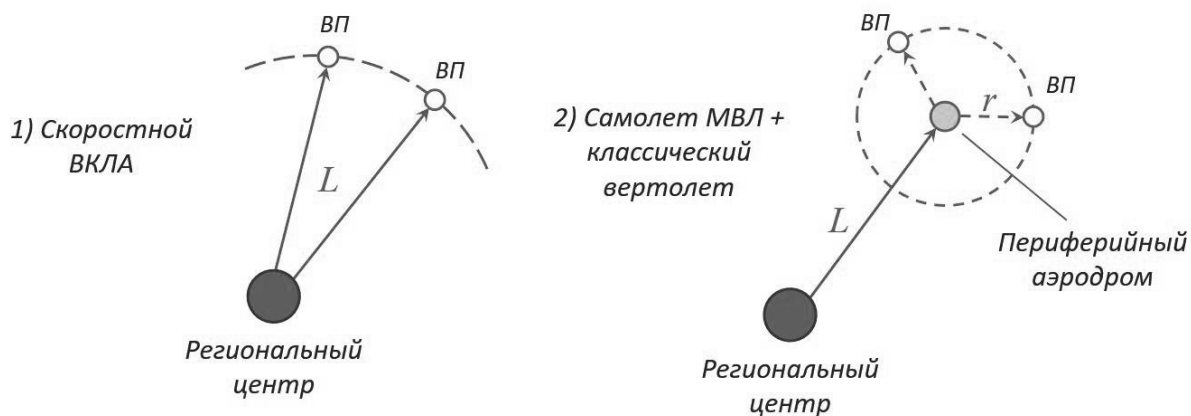 ВП
ВП
1) Скоростной
ВКЛА
L
Региональный
центр
ВП
ВП
r
2) Самолет МВЛ +
классический
вертолет
L
Периферийный
аэродром
Региональный
центр